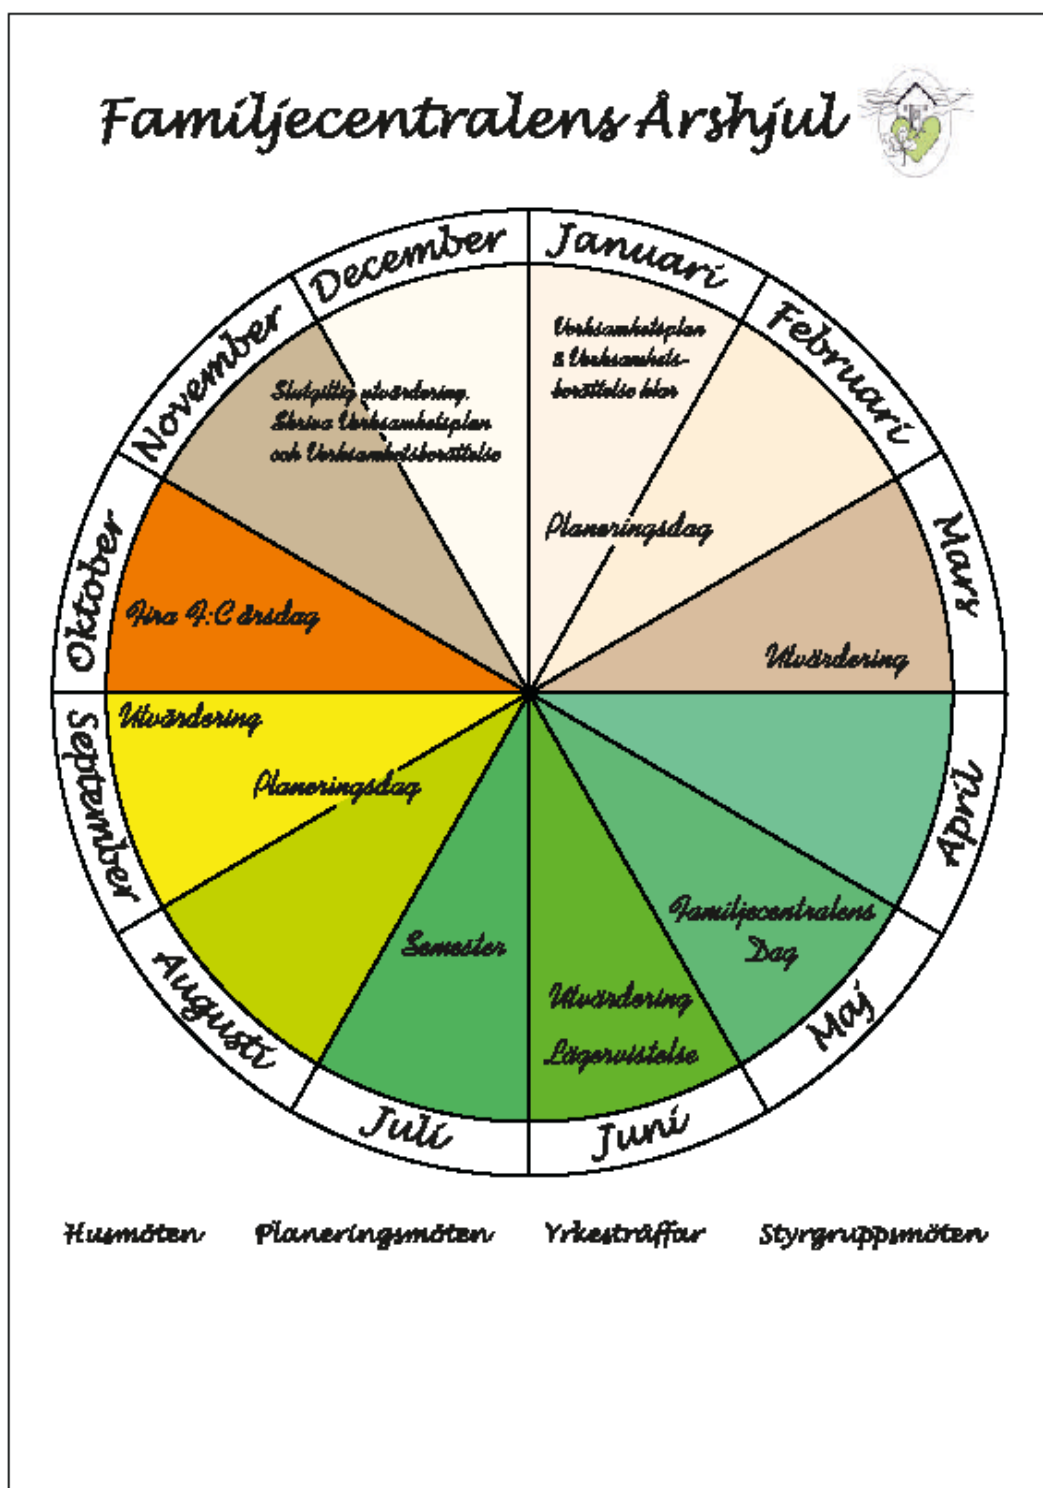 Familjecentralens Årshjul
Januari
Verksamhetsplan
& Verksamhets-
berättelse klar
Februari
Planeringsdag
Mars
Utvärdering
April
Maj
Familjecentralens
Dag
Juni
Utvärdering
Lägervistelse
Juli
Semester
Augusti
Planeringsdag
September
Utvärdering
Oktober
Fira F:C årsdag
November
December
Slutgiltig utvärdering.
Skriva Verksamhetsplan
och Verksamhetsberättelse
Husmöten Planeringsmöten Yrkesträffar Styrgruppsmöten